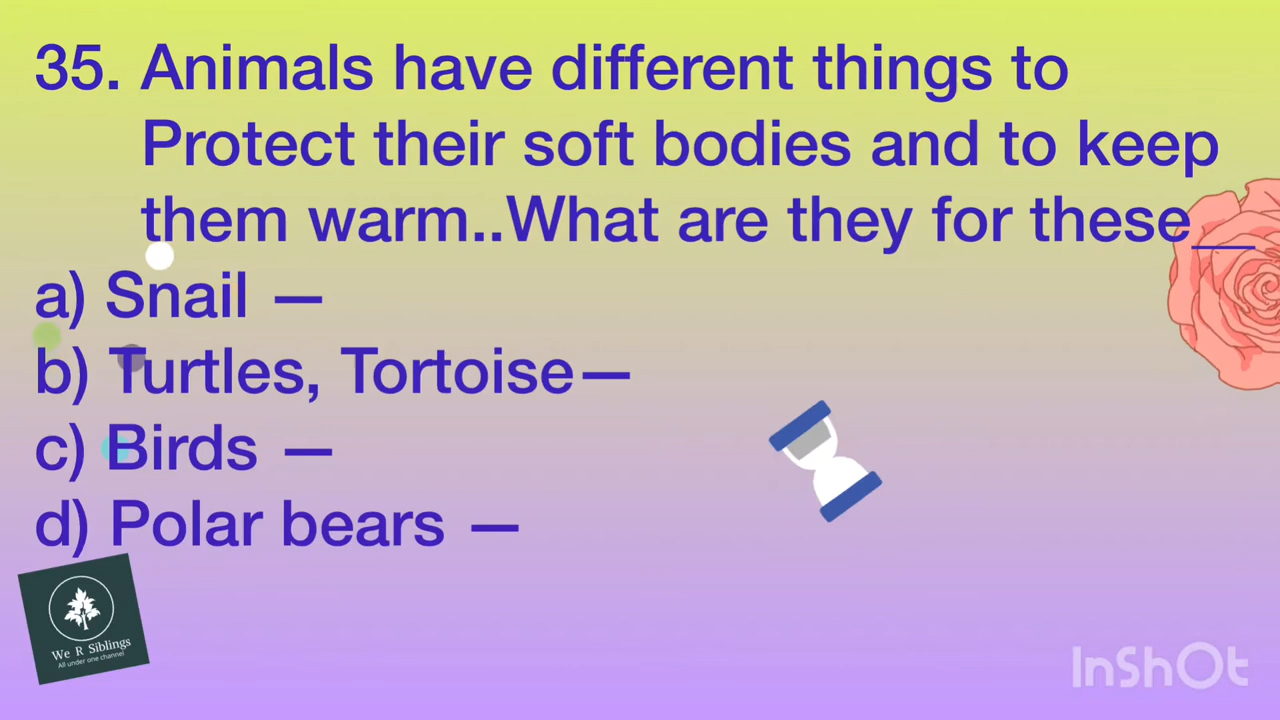 35. Animals have different things to
Protect their soft bodies and to keep
them warm..What are they for these__
a) Snail —
b) Turtles, Tortoise—
c) Birds —
d) Polar bears —
We R Siblings
All under one channel
InShOt